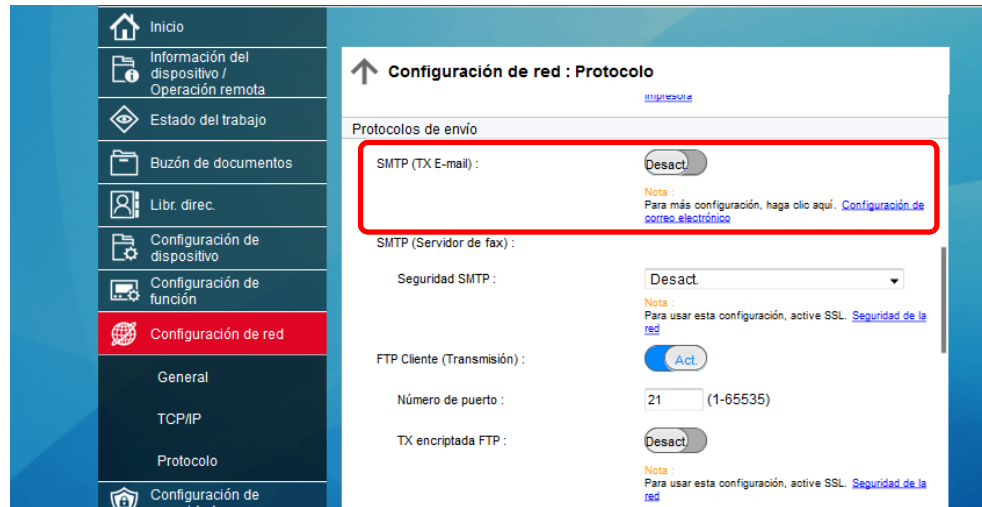 Inicio
Información del
dispositivo /
Operación remota
Estado del trabajo
Buzón de documentos
Libr. direc.
Configuración de
dispositivo
Configuración de
función
Configuración de red
General
TCP/IP
Protocolo
Configuración de
Configuración de red : Protocolo
impresora
Protocolos de envío
SMTP (TX E-mail) :
Desact.
Nota :
Para más configuración, haga clic aquí. Configuración de
correo electrónico
SMTP (Servidor de fax) :
Seguridad SMTP :
Desact.
Nota :
Para usar esta configuración, active SSL. Seguridad de la
red
FTP Cliente (Transmisión) :
Act.
Número de puerto :
21 (1-65535)
TX encriptada FTP :
Desact.
Nota :
Para usar esta configuración, active SSL. Seguridad de la
red